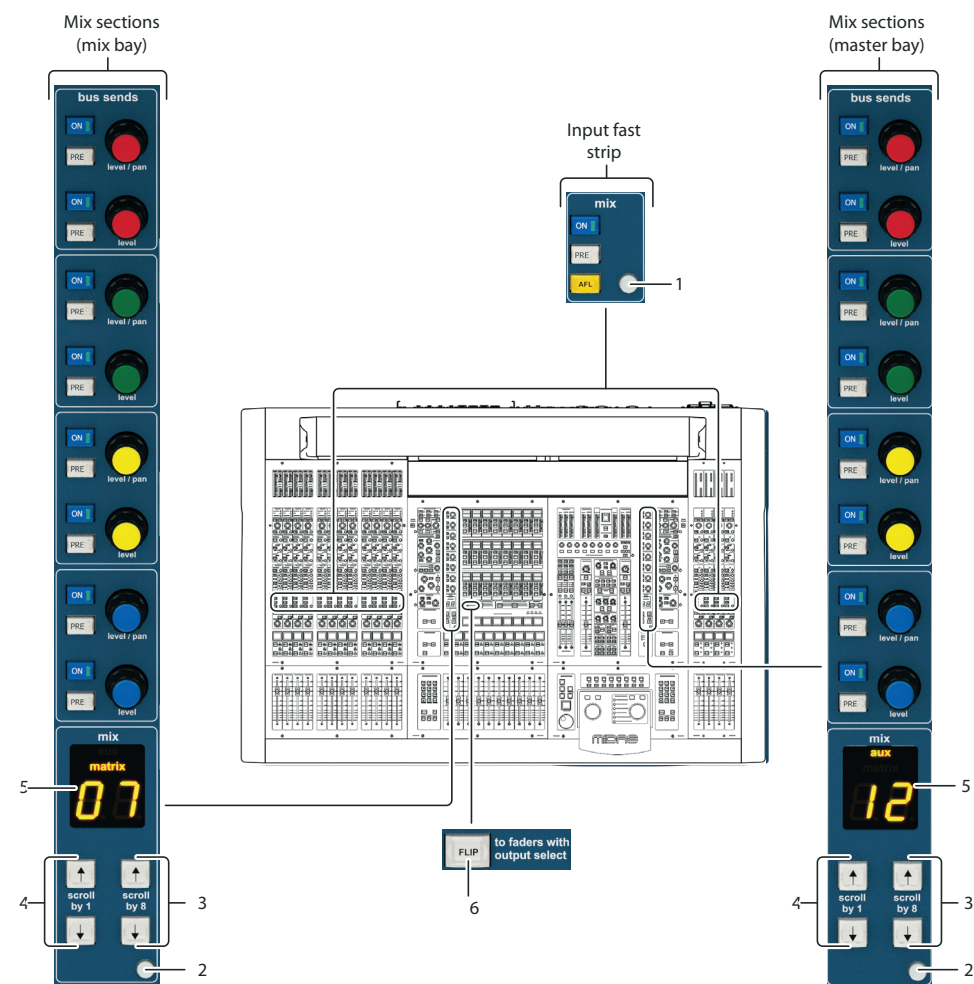 Mix sections
(mix bay)
bus sends
ON
PRE
level / pan
ON
PRE
level
ON
PRE
level / pan
ON
PRE
level
ON
PRE
level / pan
ON
PRE
level
ON
PRE
level / pan
ON
PRE
level
mix
aux
matrix
07
5
4
scroll
by 1
scroll
by 8
3
2
Input fast
strip
mix
ON
PRE
AFL
1
MIDAS
FLIP
to faders with
output select
6
Mix sections
(master bay)
bus sends
ON
PRE
level / pan
ON
PRE
level
ON
PRE
level / pan
ON
PRE
level
ON
PRE
level / pan
ON
PRE
level
ON
PRE
level / pan
ON
PRE
level
mix
aux
matrix
12
5
4
scroll
by 1
scroll
by 8
3
2